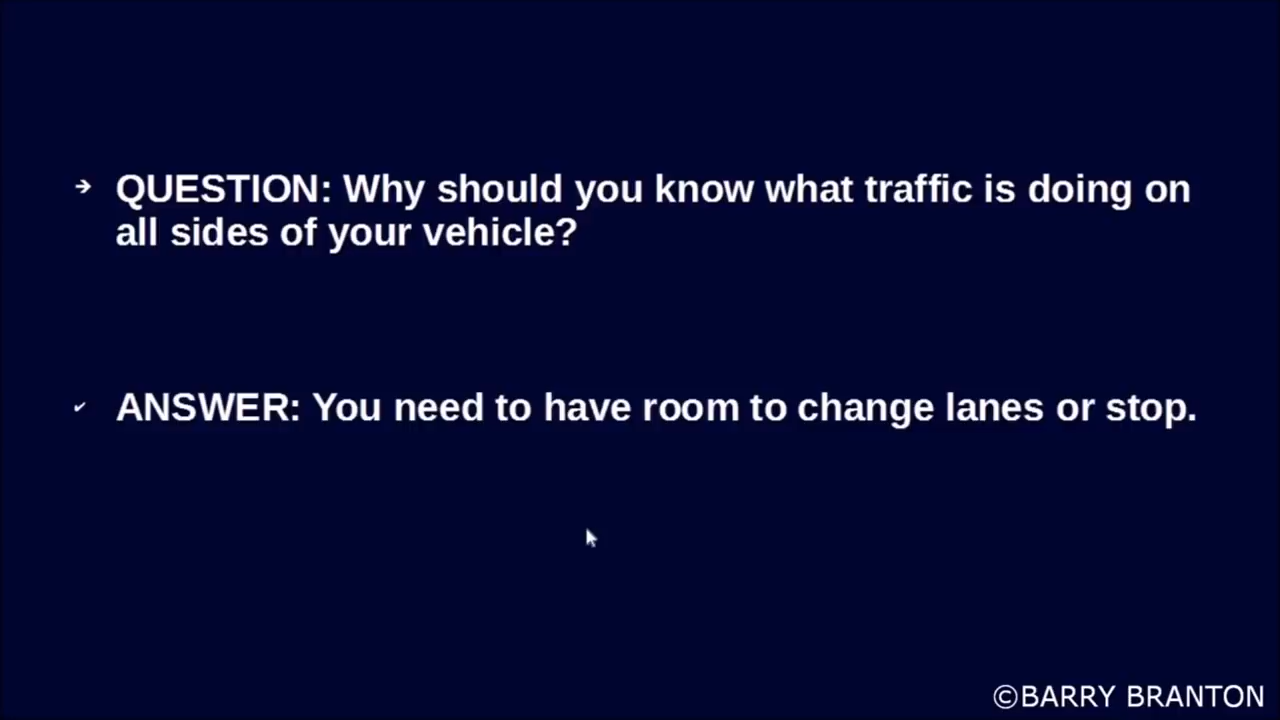 QUESTION: Why should you know what traffic is doing on
all sides of your vehicle?
ANSWER: You need to have room to change lanes or stop.
©BARRY BRANTON